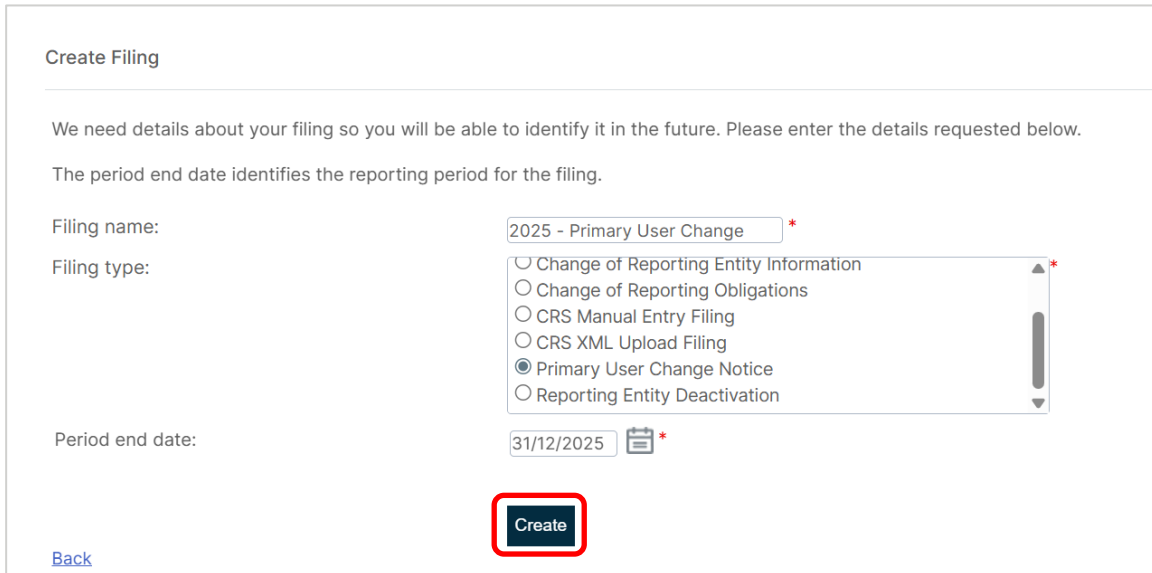 Create Filing
We need details about your filing so you will be able to identify it in the future. Please enter the details requested below.
The period end date identifies the reporting period for the filing.
Filing name:
2025 - Primary User Change *
Filing type:
Change of Reporting Entity Information *
Change of Reporting Obligations
CRS Manual Entry Filing
CRS XML Upload Filing
Primary User Change Notice
Reporting Entity Deactivation
Period end date:
31/12/2025 *
Create
Back